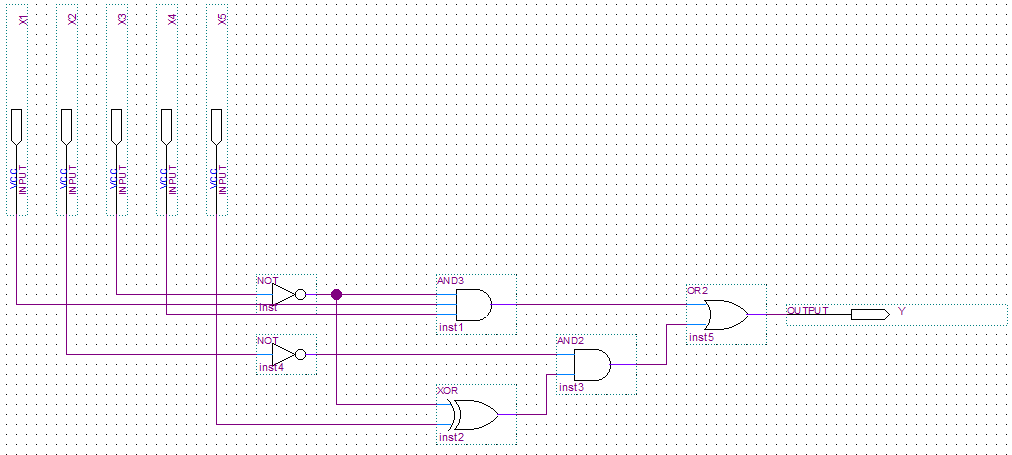 X1
X2
X3
X4
X5
VCC
INPUT
VCC
INPUT
VCC
INPUT
VCC
INPUT
VCC
INPUT
NOT
inst
AND3
inst1
OR2
inst5
OUTPUT
Y
NOT
inst4
AND2
inst3
XOR
inst2